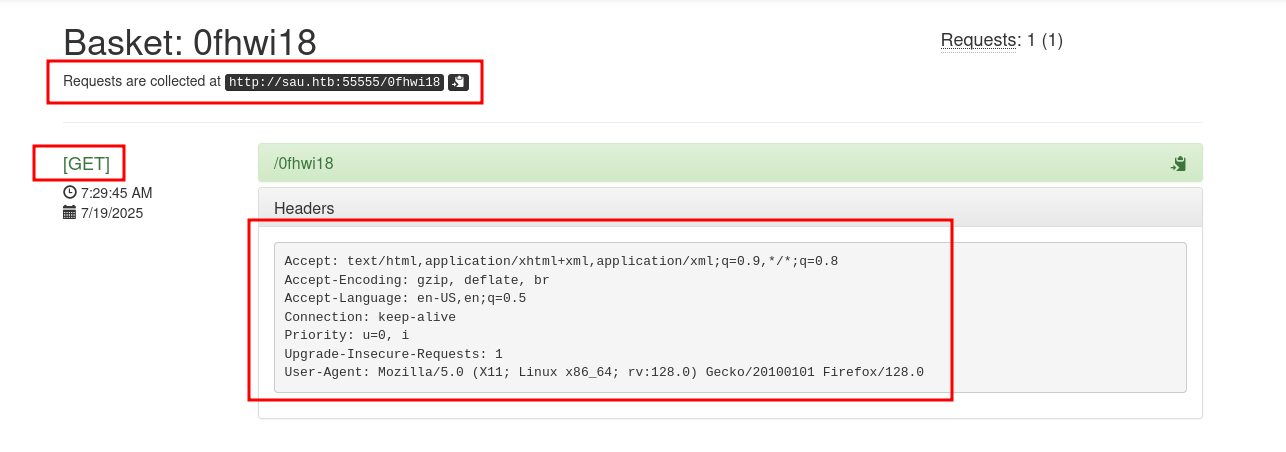 Basket: 0fhwi18
Requests: 1 (1)
Requests are collected at http://sau.htb:55555/0fhwi18
[GET]
7:29:45 AM
7/19/2025
/0fhwi18
Headers
Accept: text/html,application/xhtml+xml,application/xml;q=0.9,*/*;q=0.8
Accept-Encoding: gzip, deflate, br
Accept-Language: en-US,en;q=0.5
Connection: keep-alive
Priority: u=0, i
Upgrade-Insecure-Requests: 1
User-Agent: Mozilla/5.0 (X11; Linux x86_64; rv:128.0) Gecko/20100101 Firefox/128.0